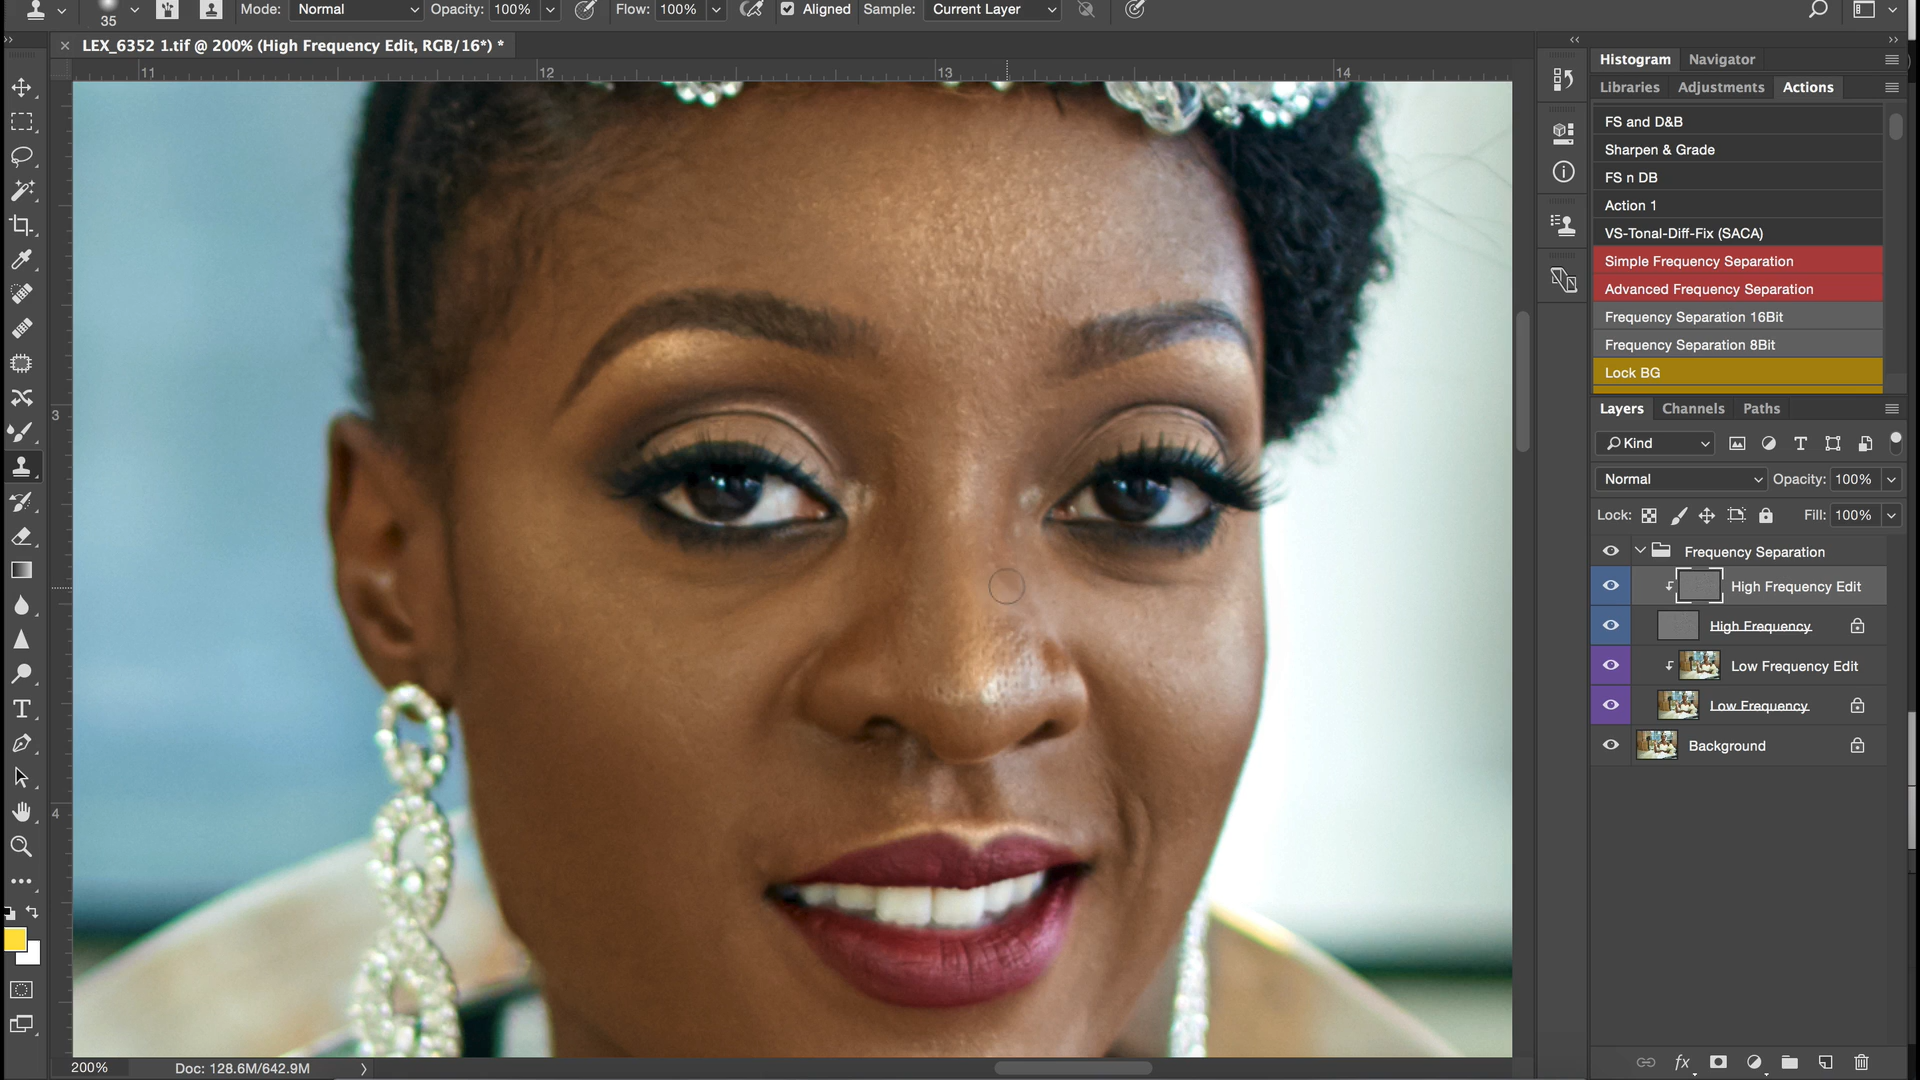 35
Mode: Normal Opacity: 100% Flow: 100% Aligned Sample: Current Layer
LEX_6352 1.tif @ 200% (High Frequency Edit, RGB/16*) *
11 12 13 14
3
4
200% Doc: 128.6M/642.9M
Histogram Navigator
Libraries Adjustments Actions
FS and D&B
Sharpen & Grade
FS n DB
Action 1
VS-Tonal-Diff-Fix (SACA)
Simple Frequency Separation
Advanced Frequency Separation
Frequency Separation 16Bit
Frequency Separation 8Bit
Lock BG
Layers Channels Paths
Kind
Normal Opacity: 100%
Lock: Fill: 100%
Frequency Separation
High Frequency Edit
High Frequency
Low Frequency Edit
Low Frequency
Background